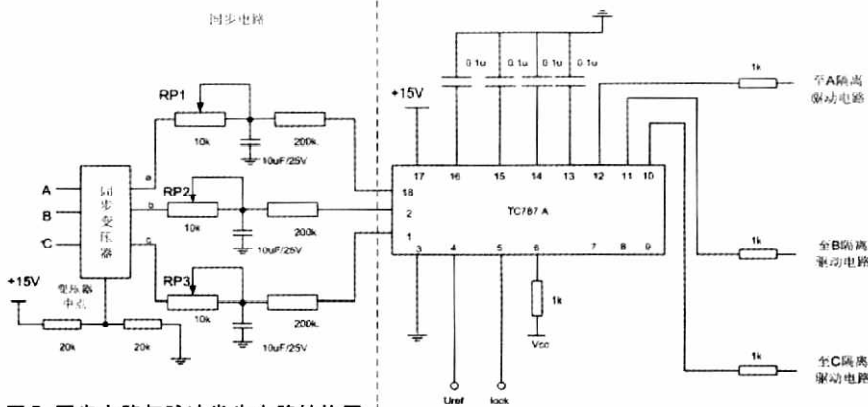 同步电路
RP1
10k
200k
10uF/25V
a
A
B
C
同步变压器
RP2
b
10k
200k
10uF/25V
RP3
c
10k
200k
10uF/25V
+15V
变压器
中点
20k
20k
+15V
0.1u
0.1u
0.1u
0.1u
17
16
15
14
13
12
11
10
18
2
1
TC787 A
3
4
5
6
7
8
9
1k
Vcc
Uref
lock
1k
至A隔离
驱动电路
1k
至B隔离
驱动电路
1k
至C隔离
驱动电路